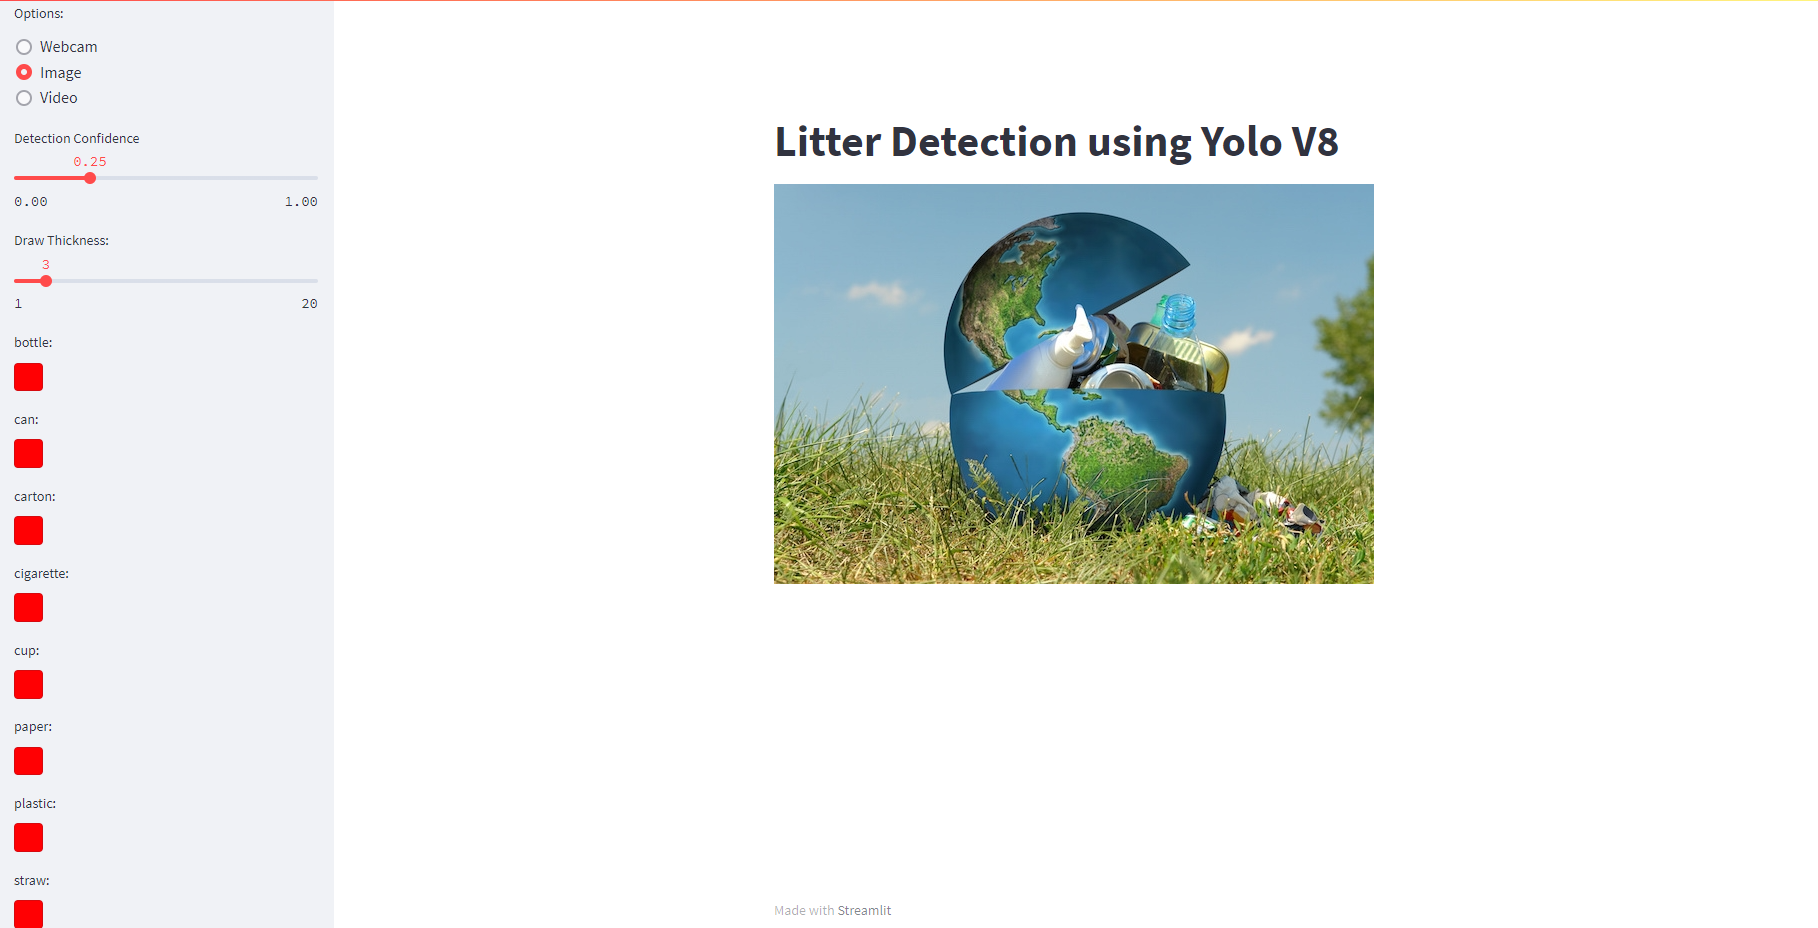 Options:
Webcam
Image
Video
Detection Confidence
0.25
0.00 1.00
Draw Thickness:
3
1 20
bottle:
can:
carton:
cigarette:
cup:
paper:
plastic:
straw:
Litter Detection using Yolo V8
Made with Streamlit